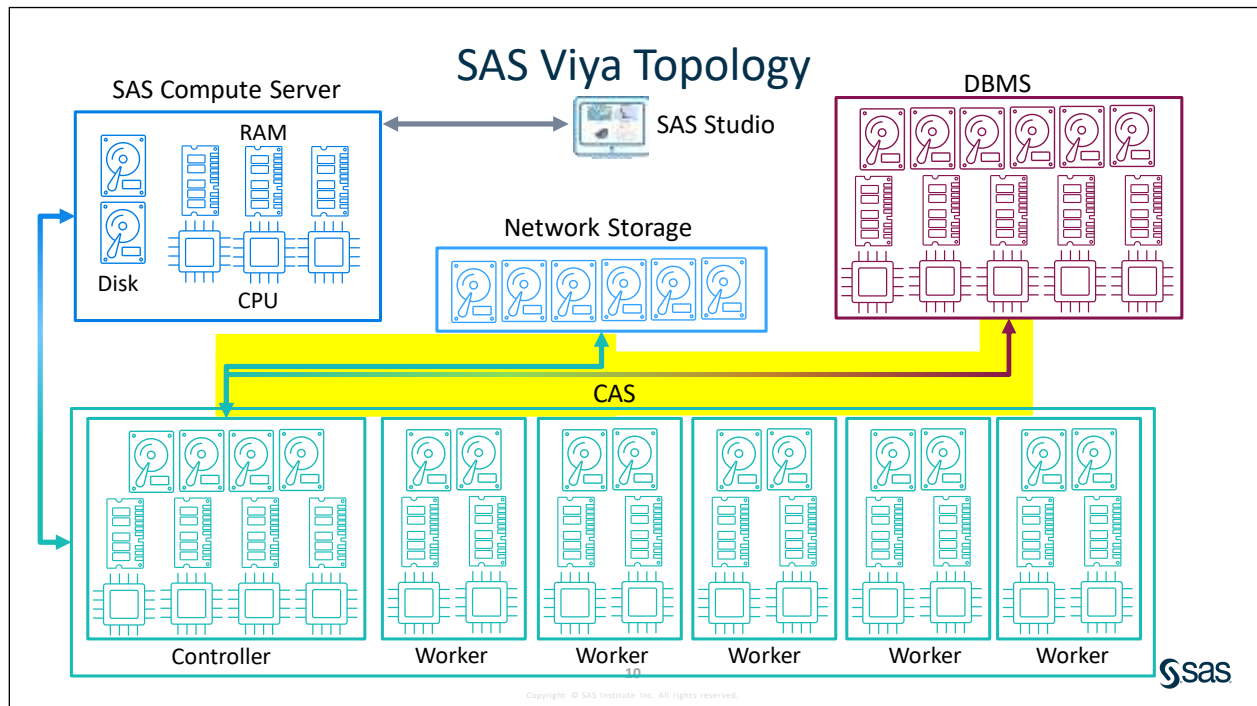 SAS Viya Topology
SAS Compute Server
DBMS
RAM
SAS Studio
Network Storage
Disk
CPU
CAS
Controller
Worker
Worker
Worker
Worker
Worker
10
Copyright © SAS Institute Inc. All rights reserved.
sas